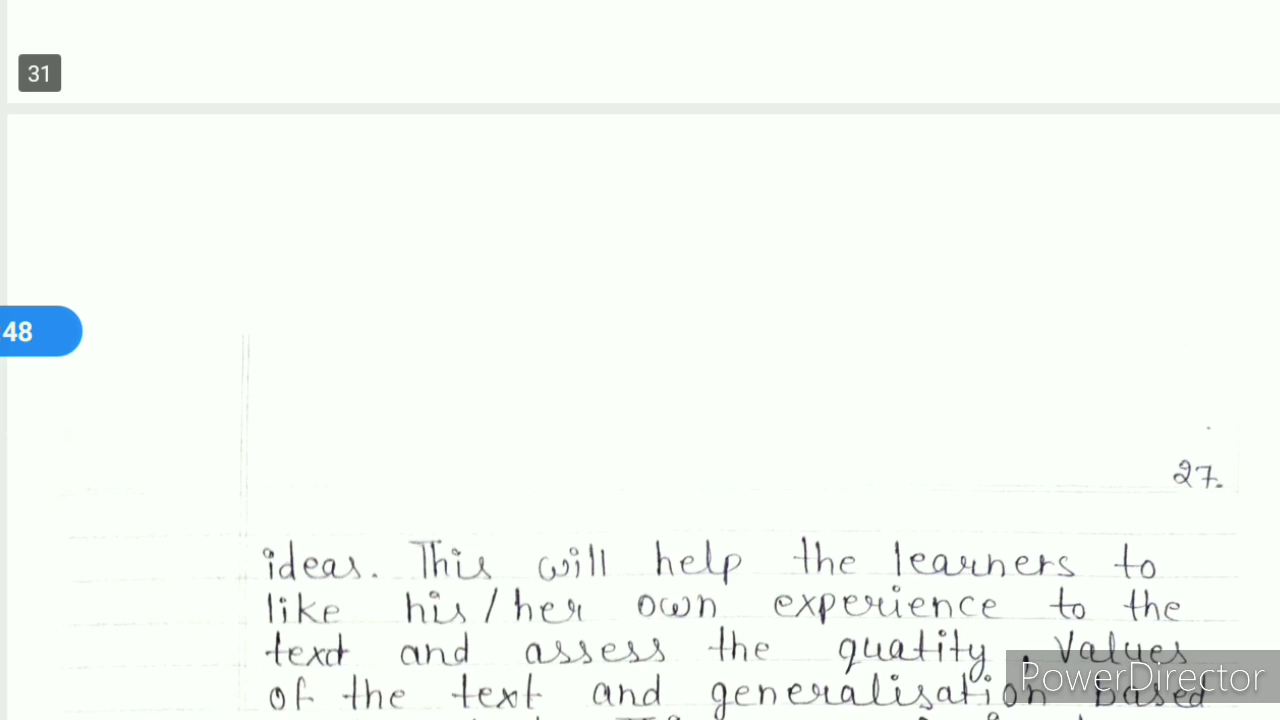 31
48
27.
ideas. This will help the learners to
like his/her own experience to the
text and assess the quatity, Values
of the text and generalisation based
PowerDirector